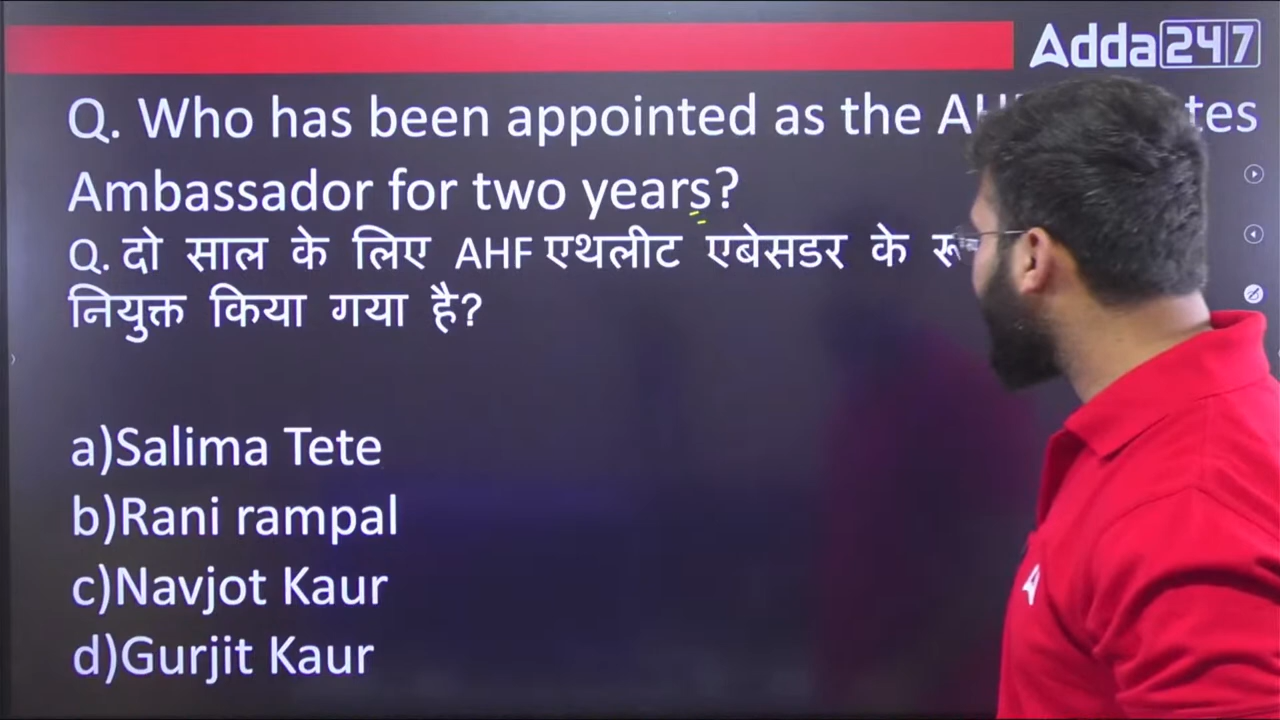 Adda247
Q. Who has been appointed as the
Ambassador for two years?
Q. दो साल के लिए AHF एथलीट एबेसडर के
नियुक्त किया गया है?
a)Salima Tete
b)Rani rampal
c)Navjot Kaur
d)Gurjit Kaur